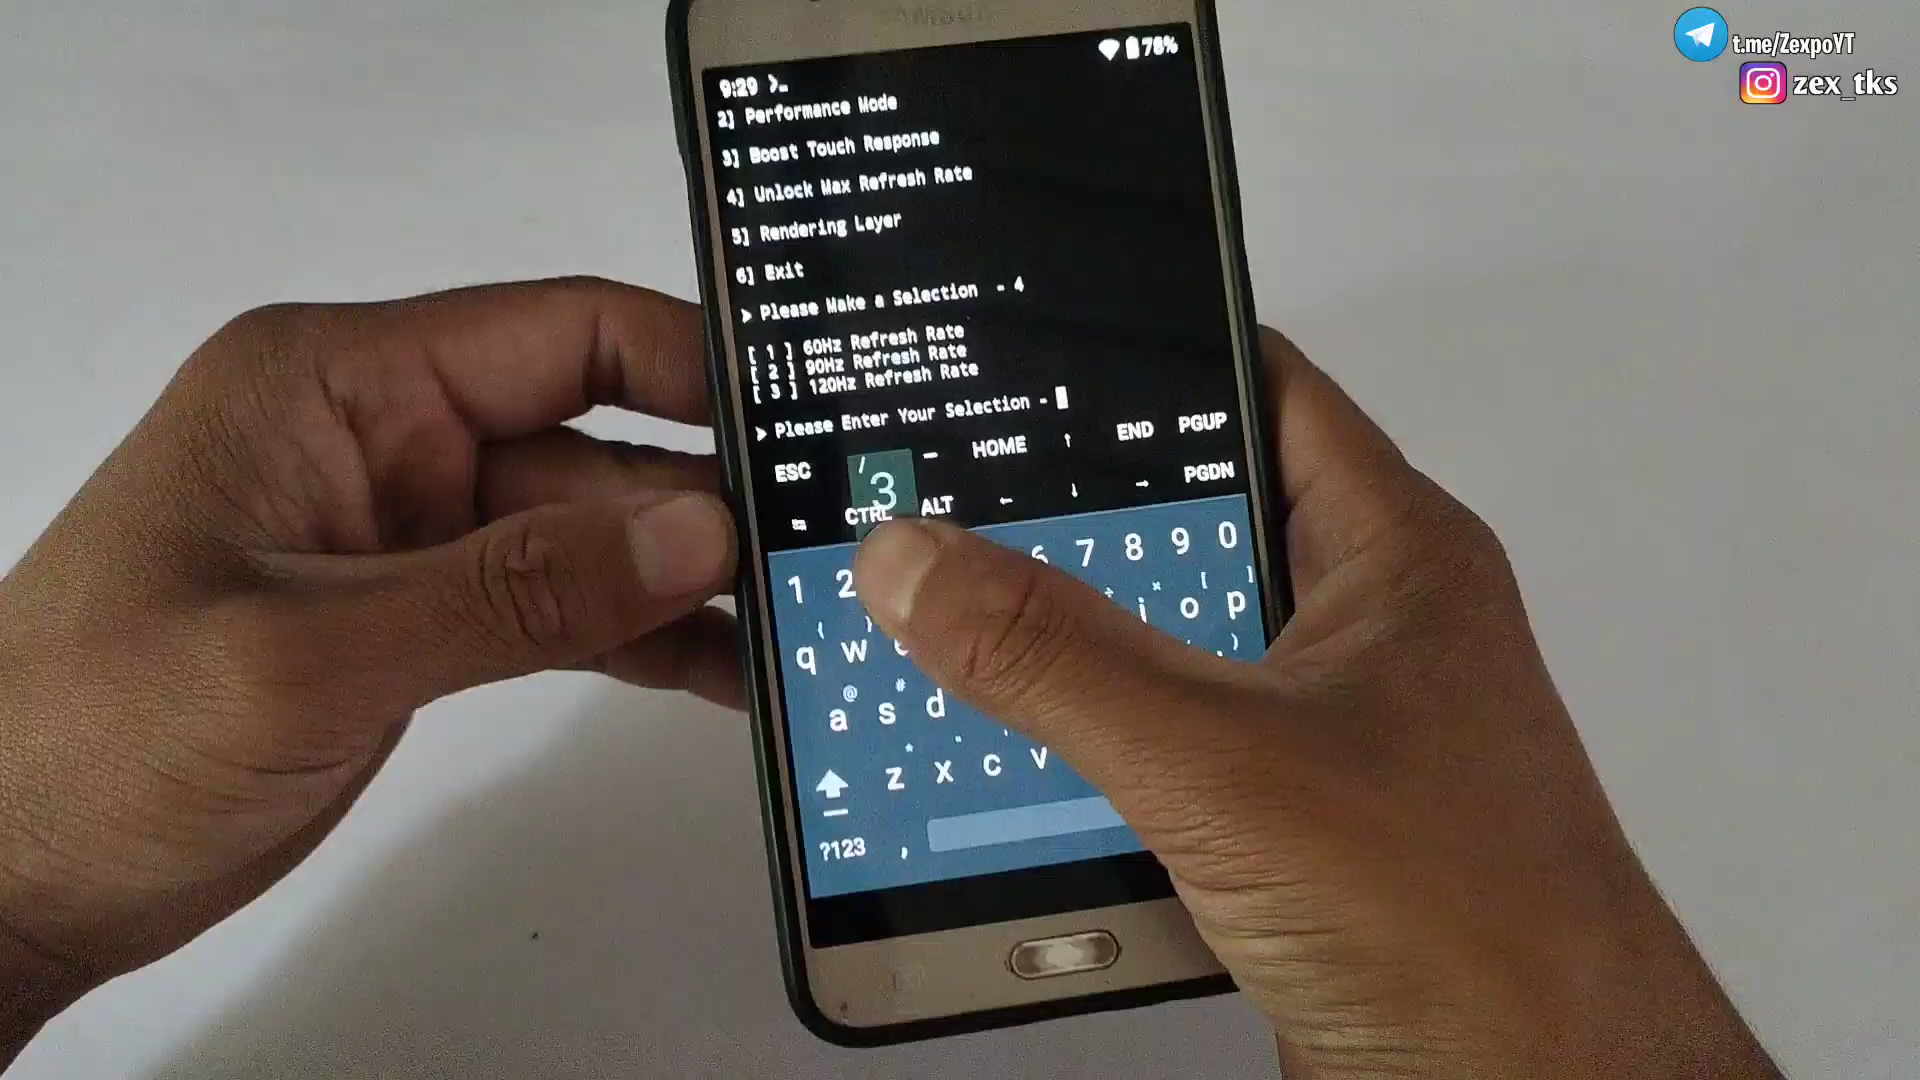 t.me/ZexpoYT
zex_tks
9:29 >_
78%
2] Performance Mode
3] Boost Touch Response
4] Unlock Max Refresh Rate
5] Rendering Layer
6] Exit
> Please Make a Selection - 4
[ 1 ] 60Hz Refresh Rate
[ 2 ] 90Hz Refresh Rate
[ 3 ] 120Hz Refresh Rate
> Please Enter Your Selection -
ESC / — HOME ↑ END PGUP
⇆ CTRL ALT ← ↓ → PGDN
3
1 2 6 7 8 9 0
q w i o p
a s d
z x c v
?123 ,